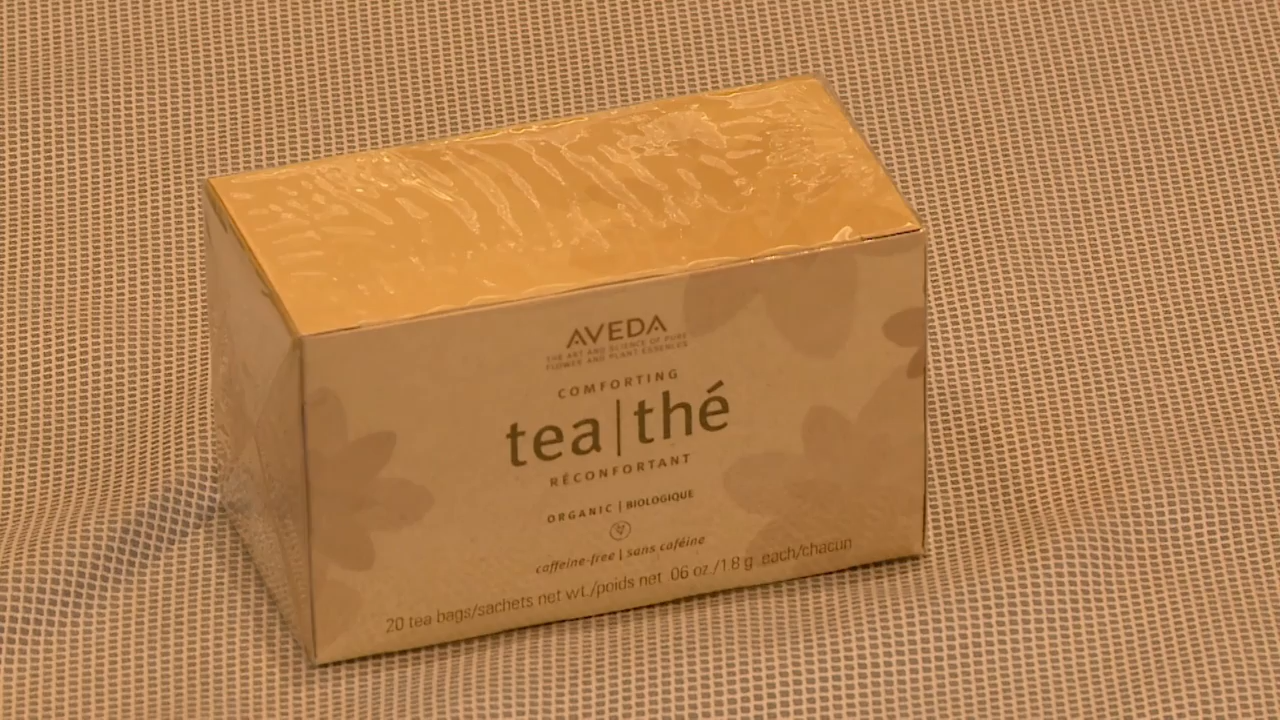 AVEDA
THE ART AND SCIENCE OF PURE
FLOWER AND PLANT ESSENCES
COMFORTING
tea|thé
RÉCONFORTANT
ORGANIC | BIOLOGIQUE
caffeine-free | sans caféine
20 tea bags/sachets net wt./poids net .06 oz./1.8 g each/chacun